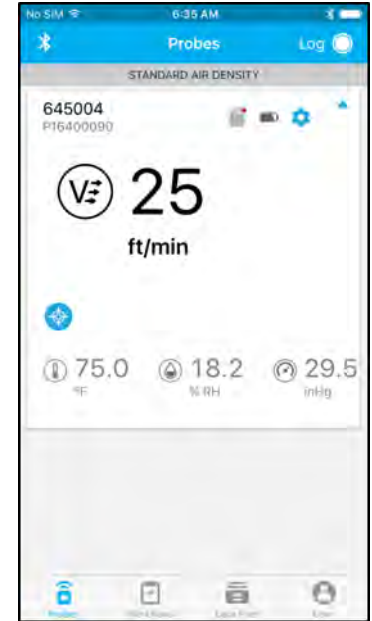 No SIM 6:35 AM
Probes Log
STANDARD AIR DENSITY
645004
P16400090
V 25
ft/min
75.0 18.2 29.5
°F % RH inHg
Probes